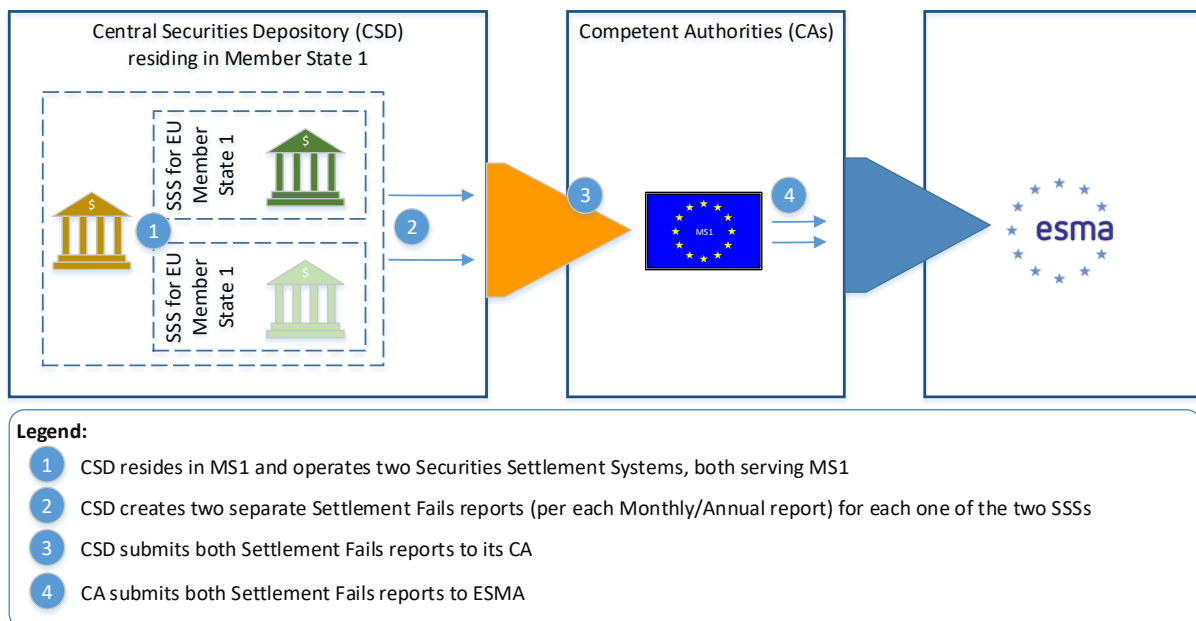 Central Securities Depository (CSD)
residing in Member State 1
Competent Authorities (CAs)
SSS for EU
Member
State 1
$
$
1
SSS for EU
Member
State 1
$
2
3
MS1
4
esma
Legend:
1 CSD resides in MS1 and operates two Securities Settlement Systems, both serving MS1
2 CSD creates two separate Settlement Fails reports (per each Monthly/Annual report) for each one of the two SSSs
3 CSD submits both Settlement Fails reports to its CA
4 CA submits both Settlement Fails reports to ESMA